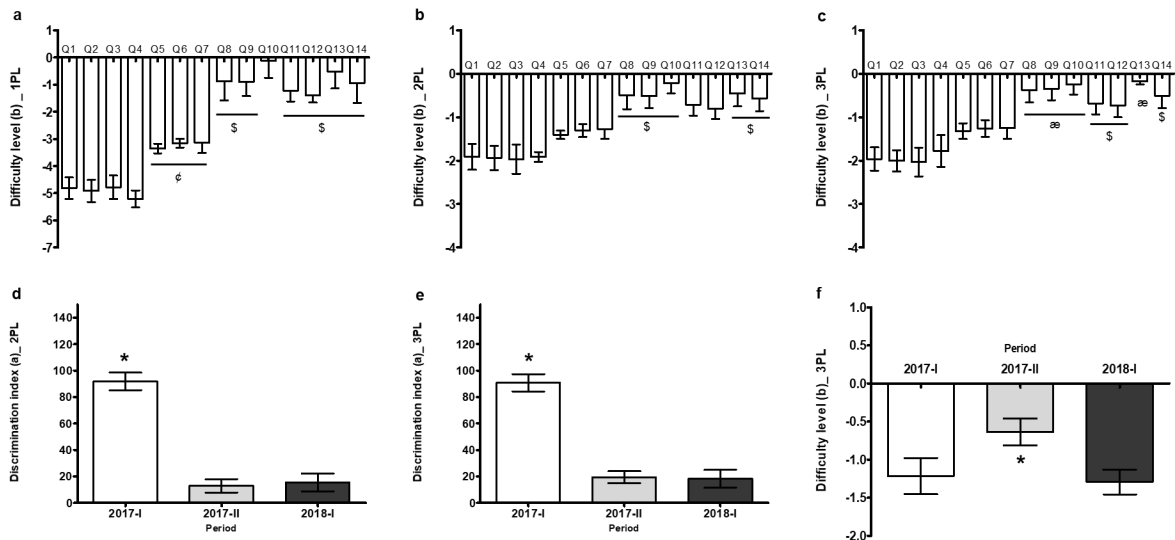 a
Difficulty level (b)_ 1PL
1
0
-1
-2
-3
-4
-5
-6
-7
Q1 Q2 Q3 Q4 Q5 Q6 Q7 Q8 Q9 Q10 Q11 Q12 Q13 Q14
¢
$
$
b
Difficulty level (b)_ 2PL
1
0
-1
-2
-3
-4
Q1 Q2 Q3 Q4 Q5 Q6 Q7 Q8 Q9 Q10 Q11 Q12 Q13 Q14
$
$
c
Difficulty level (b)_ 3PL
1
0
-1
-2
-3
-4
Q1 Q2 Q3 Q4 Q5 Q6 Q7 Q8 Q9 Q10 Q11 Q12 Q13 Q14
æ
$
æ
$
d
Discrimination index (a)_ 2PL
140
120
100
80
60
40
20
0
*
2017-I 2017-II 2018-I
Period
e
Discrimination index (a)_ 3PL
140
120
100
80
60
40
20
0
*
2017-I 2017-II 2018-I
Period
f
Difficulty level (b)_ 3PL
1.0
0.5
0.0
-0.5
-1.0
-1.5
-2.0
Period
2017-I 2017-II 2018-I
*